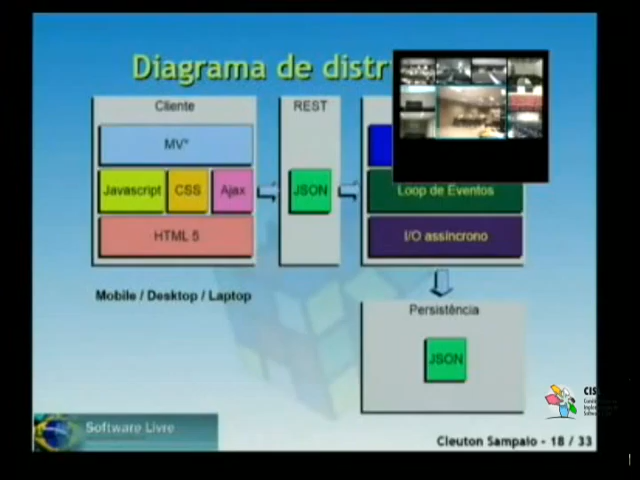 Diagrama de distr
Cliente
REST
MV*
Javascript
CSS
Ajax
JSON
Loop de Eventos
HTML 5
I/O assíncrono
Mobile / Desktop / Laptop
Persistência
JSON
CIS
Software Livre
Cleuton Sampaio - 18 / 33